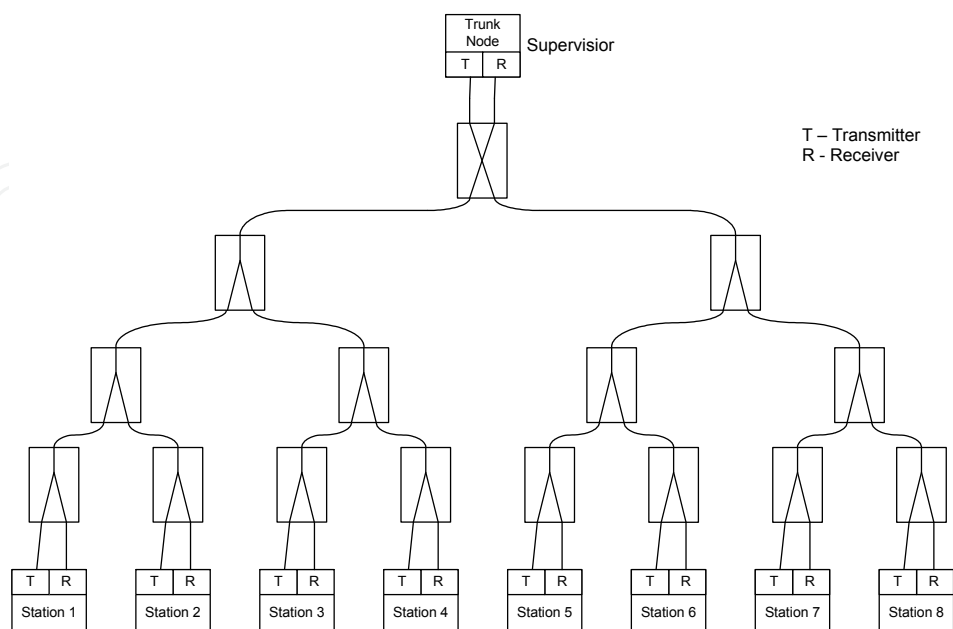 Trunk
Node
Supervisior
T R
T – Transmitter
R - Receiver
T R T R T R T R T R T R T R T R
Station 1 Station 2 Station 3 Station 4 Station 5 Station 6 Station 7 Station 8